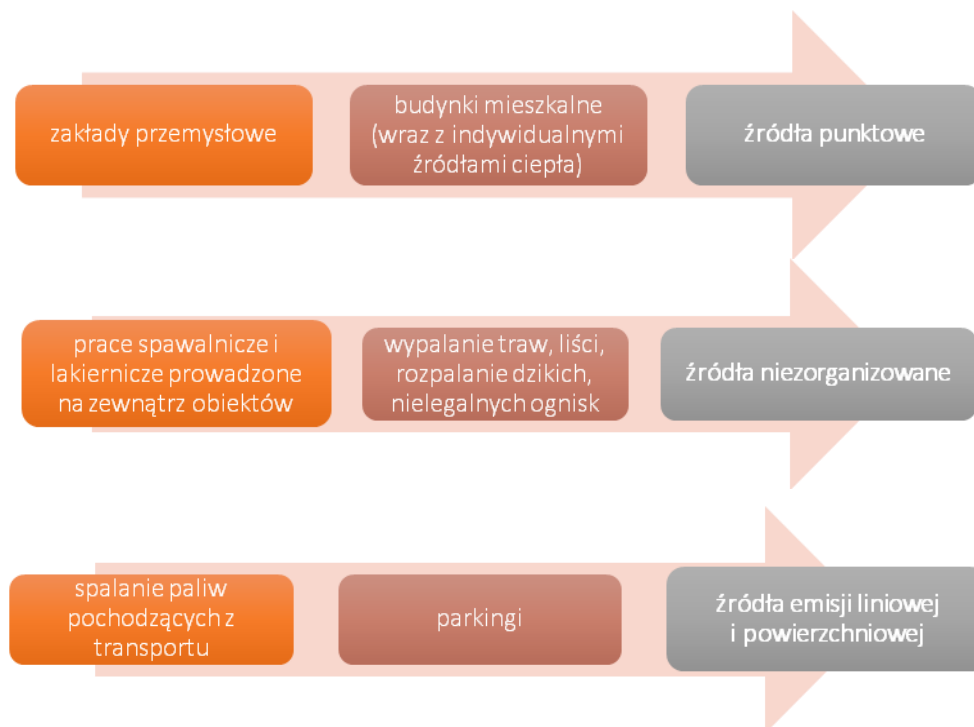 zakłady przemysłowe
budynki mieszkalne
(wraz z indywidualnymi
źródłami ciepła)
źródła punktowe
prace spawalnicze i
lakiernicze prowadzone
na zewnątrz obiektów
wypalanie traw, liści,
rozpalanie dzikich,
nielegalnych ognisk
źródła niezorganizowane
spalanie paliw
pochodzących z
transportu
parkingi
źródła emisji liniowej
i powierzchniowej